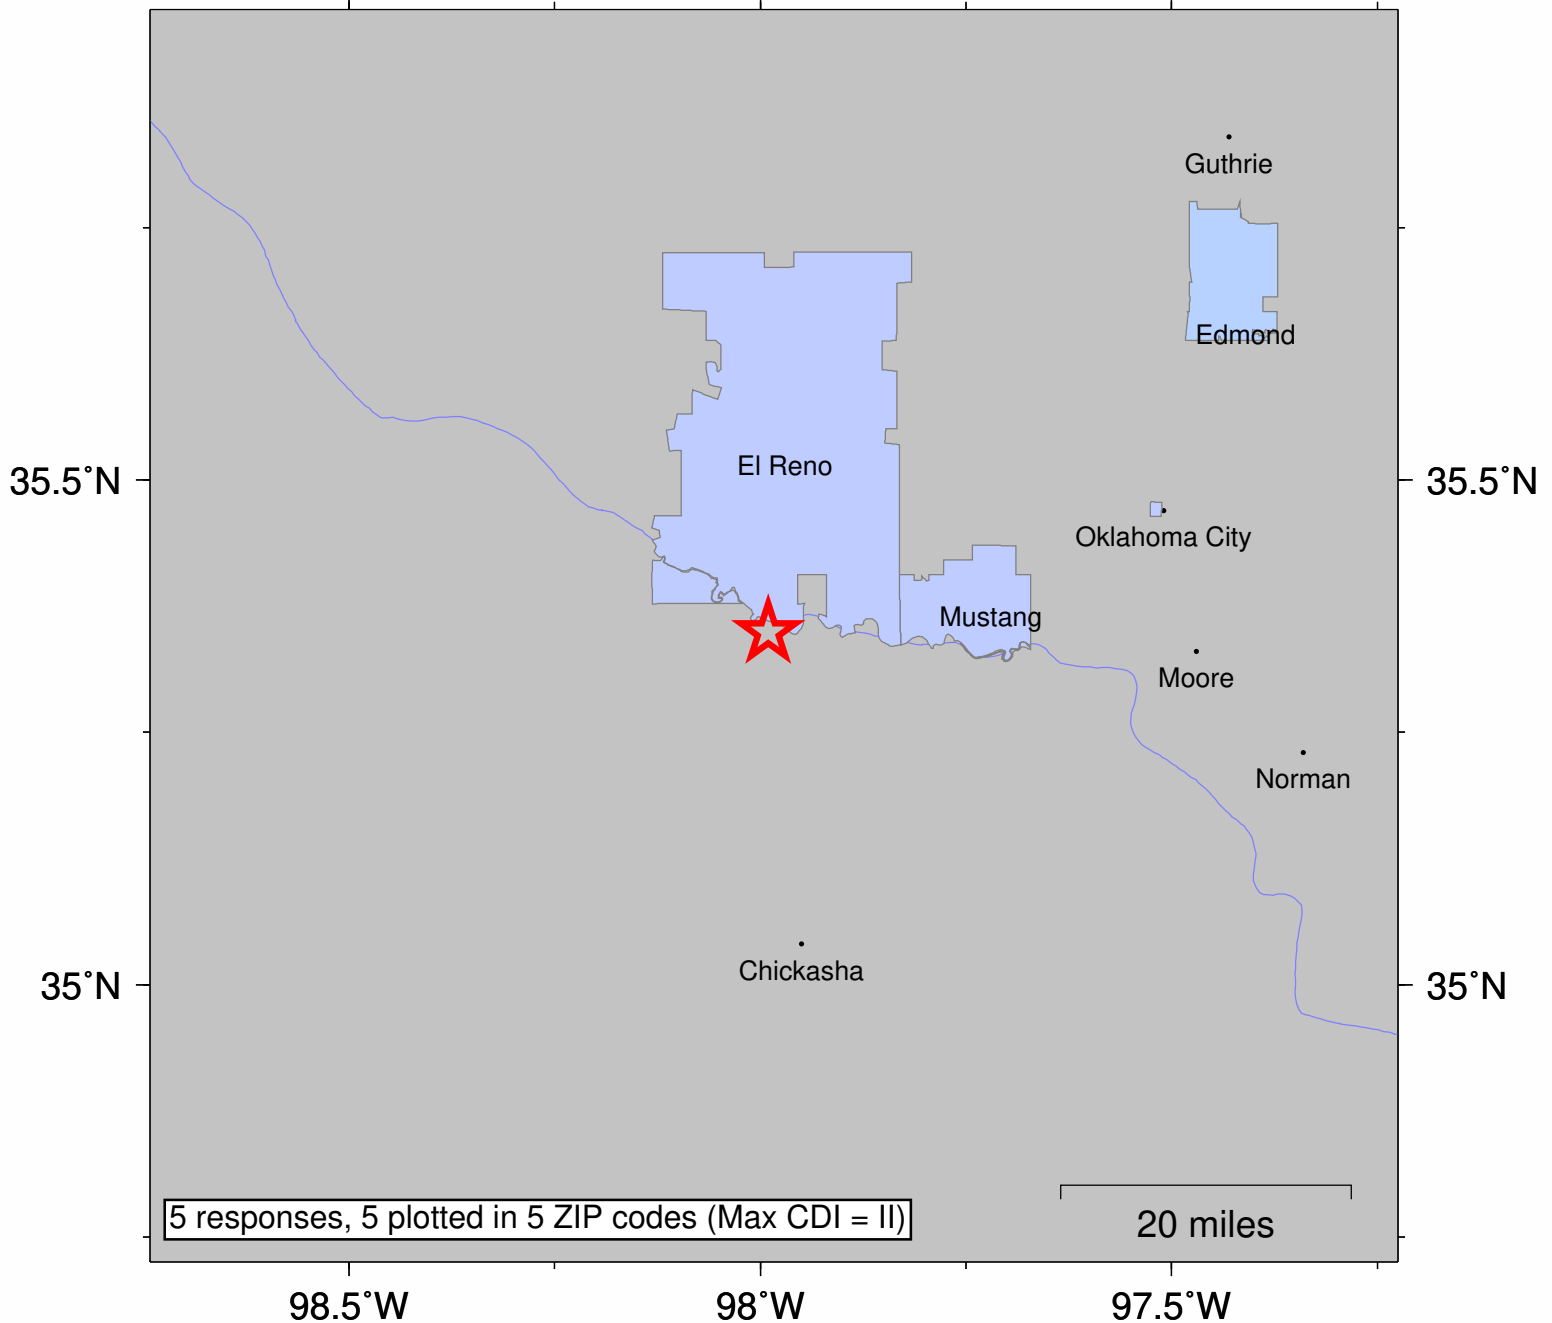 Guthrie
Edmond
El Reno
35.5˚N
35.5˚N
Oklahoma City
Mustang
Moore
Norman
Chickasha
35˚N
35˚N
5 responses, 5 plotted in 5 ZIP codes (Max CDI = II)
20 miles
98.5˚W
98˚W
97.5˚W